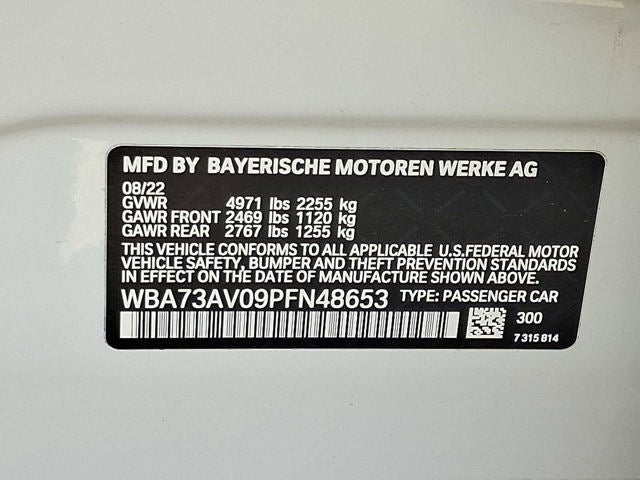 MFD BY BAYERISCHE MOTOREN WERKE AG
08/22
GVWR 4971 lbs 2255 kg
GAWR FRONT 2469 lbs 1120 kg
GAWR REAR 2767 lbs 1255 kg
THIS VEHICLE CONFORMS TO ALL APPLICABLE U.S.FEDERAL MOTOR
VEHICLE SAFETY, BUMPER AND THEFT PREVENTION STANDARDS
IN EFFECT ON THE DATE OF MANUFACTURE SHOWN ABOVE.
WBA73AV09PFN48653 TYPE: PASSENGER CAR
300
7 315 814